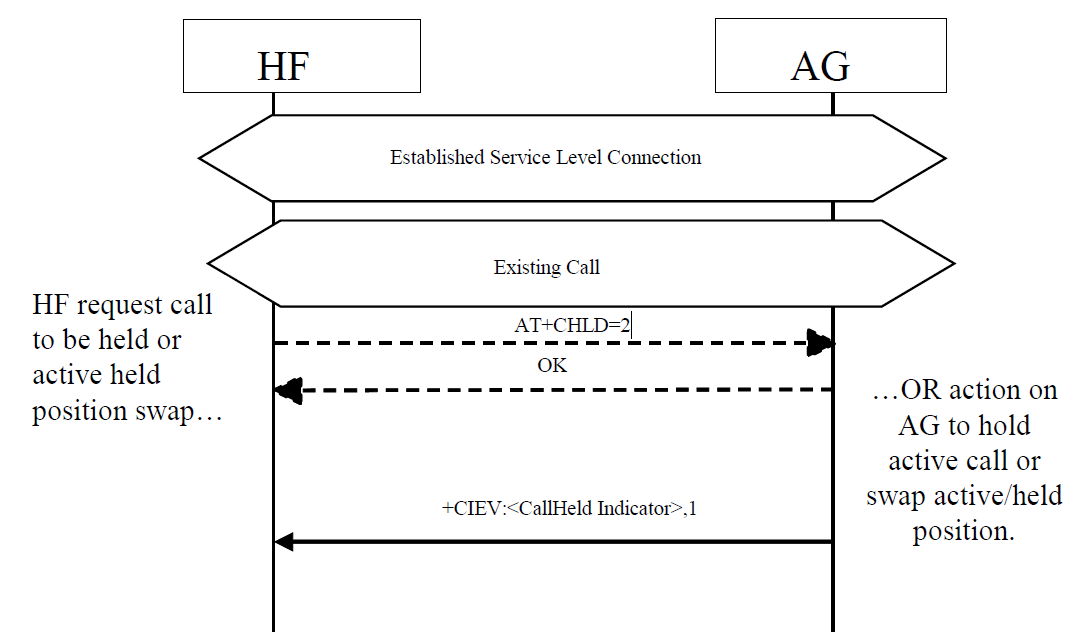 HF
AG
Established Service Level Connection
Existing Call
HF request call
to be held or
active held
position swap…
AT+CHLD=2
OK
…OR action on
AG to hold
active call or
swap active/held
position.
+CIEV:<CallHeld Indicator>,1